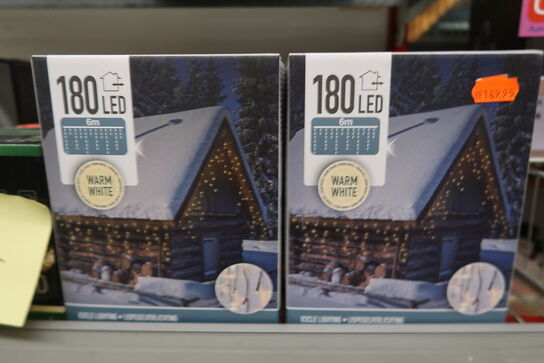 180
LED
6m
WARM
WHITE
ICICLE LIGHTING • IJSPEGELVERLICHTING
180
LED
6m
169.95
WARM
WHITE
ICICLE LIGHTING • IJSPEGELVERLICHTING